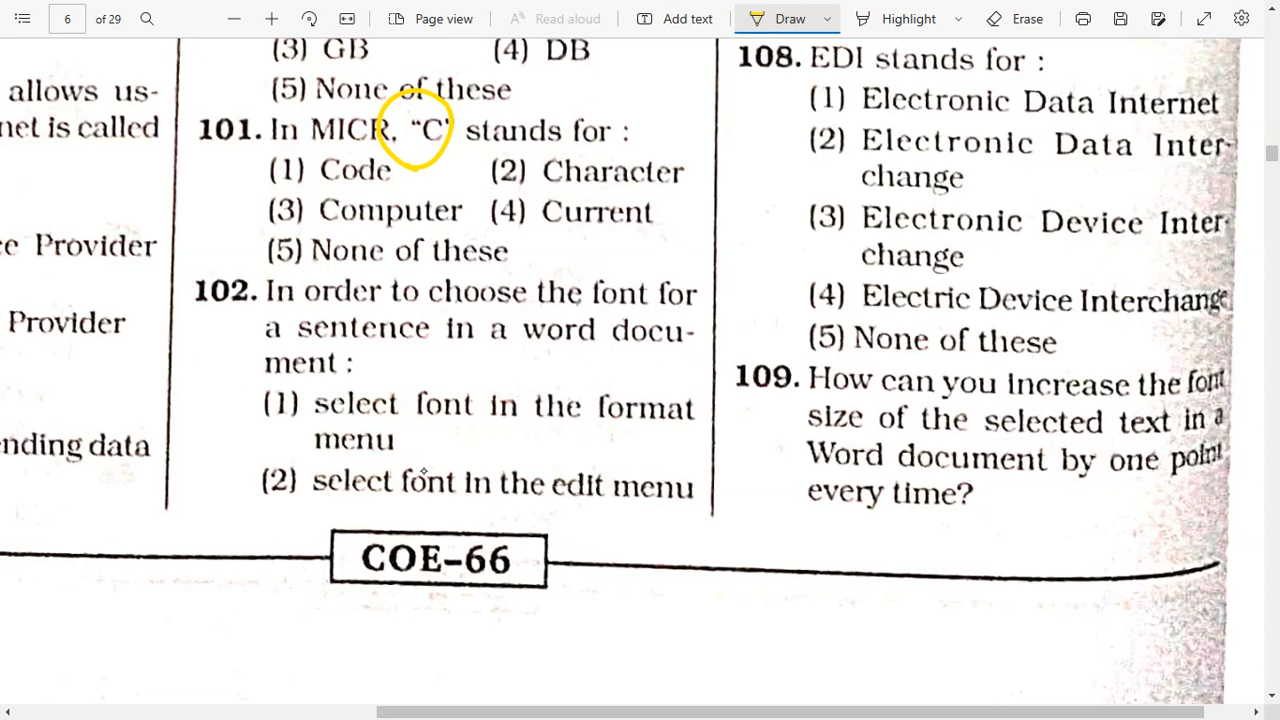 6 of 29 Page view Read aloud Add text Draw Highlight Erase
allows us-
net is called
e Provider
Provider
nding data
(3) GB (4) DB
(5) None of these
101. In MICR, “C” stands for :
(1) Code (2) Character
(3) Computer (4) Current
(5) None of these
102. In order to choose the font for
a sentence in a word docu-
ment :
(1) select font in the format
menu
(2) select font in the edit menu
108. EDI stands for :
(1) Electronic Data Internet
(2) Electronic Data Inter-
change
(3) Electronic Device Inter-
change
(4) Electric Device Interchange
(5) None of these
109. How can you increase the font
size of the selected text in a
Word document by one point
every time?
COE–66